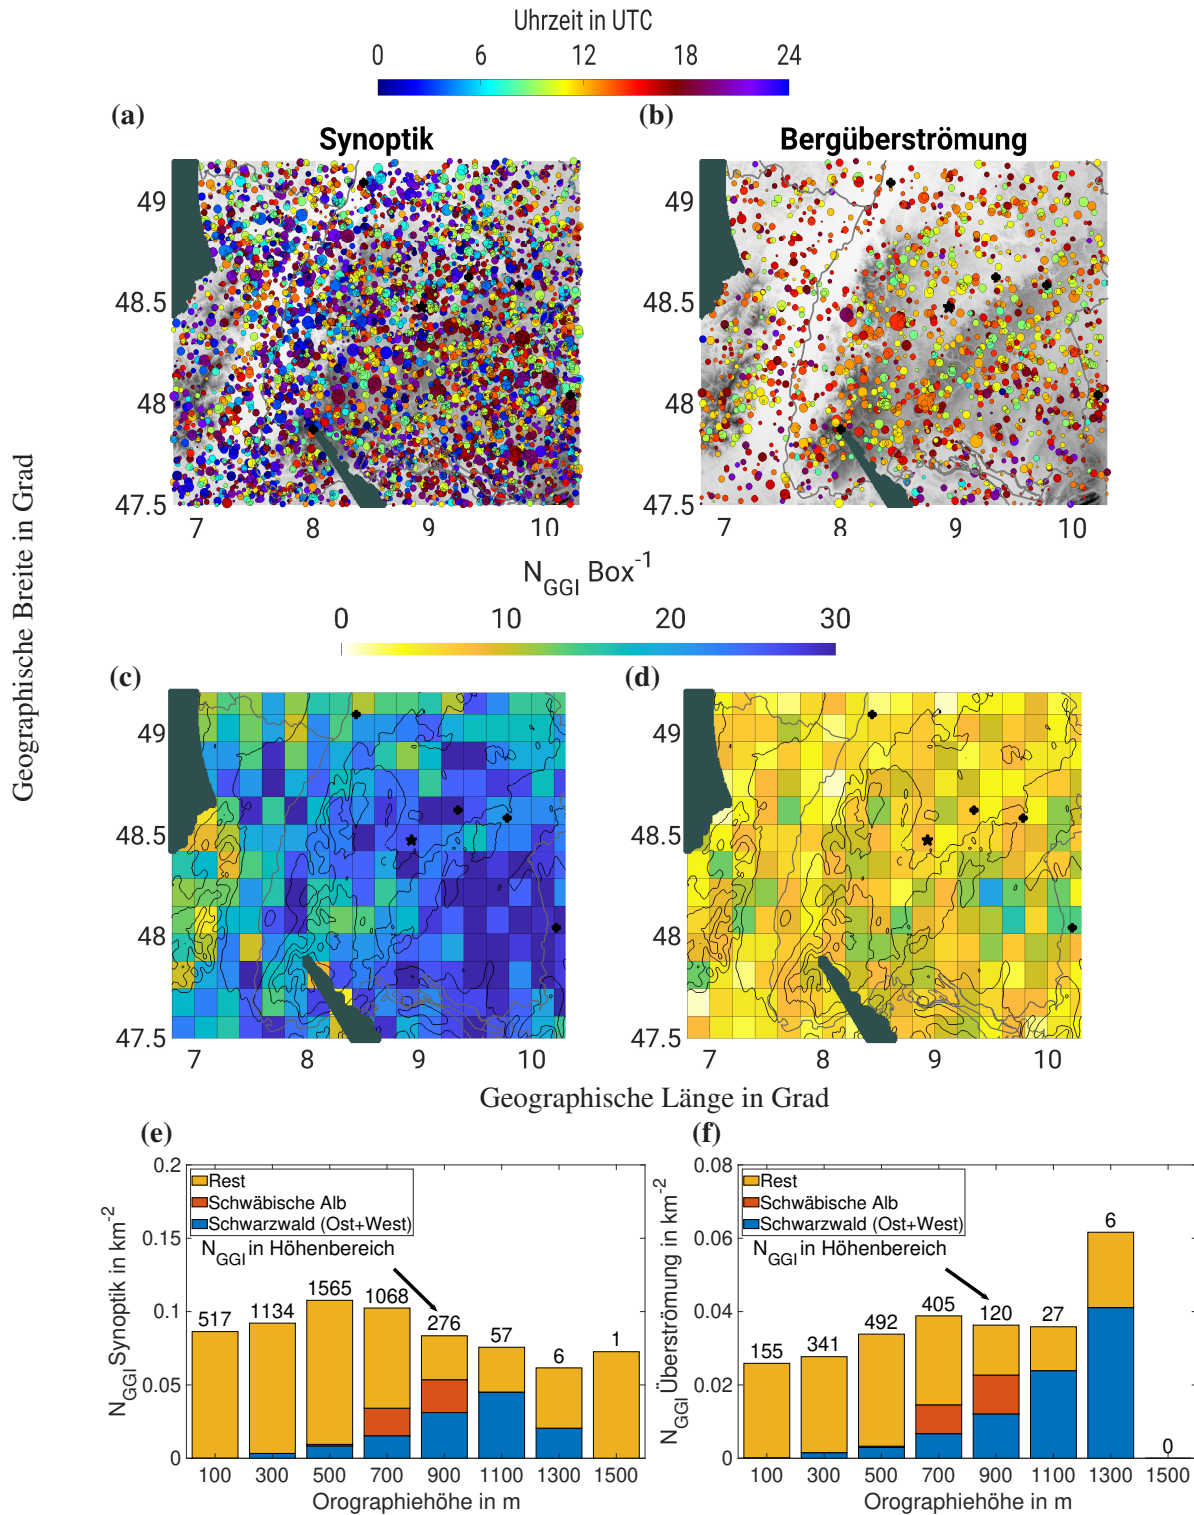 Uhrzeit in UTC
0 6 12 18 24
(a) (b)
Synoptik Bergüberströmung
Geographische Breite in Grad
49 49
48.5 48.5
48 48
47.5 47.5
7 8 9 10 7 8 9 10
N_GGI Box^-1
0 10 20 30
(c) (d)
49 49
48.5 48.5
48 48
47.5 47.5
7 8 9 10 7 8 9 10
Geographische Länge in Grad
(e)
N_GGI Synoptik in km^-2
0.2
0.15
0.1
0.05
0
Rest
Schwäbische Alb
Schwarzwald (Ost+West)
N_GGI in Höhenbereich
517 1134 1565 1068 276 57 6 1
100 300 500 700 900 1100 1300 1500
Orographiehöhe in m
(f)
N_GGI Überströmung in km^-2
0.08
0.06
0.04
0.02
0
Rest
Schwäbische Alb
Schwarzwald (Ost+West)
N_GGI in Höhenbereich
155 341 492 405 120 27 6 0
100 300 500 700 900 1100 1300 1500
Orographiehöhe in m